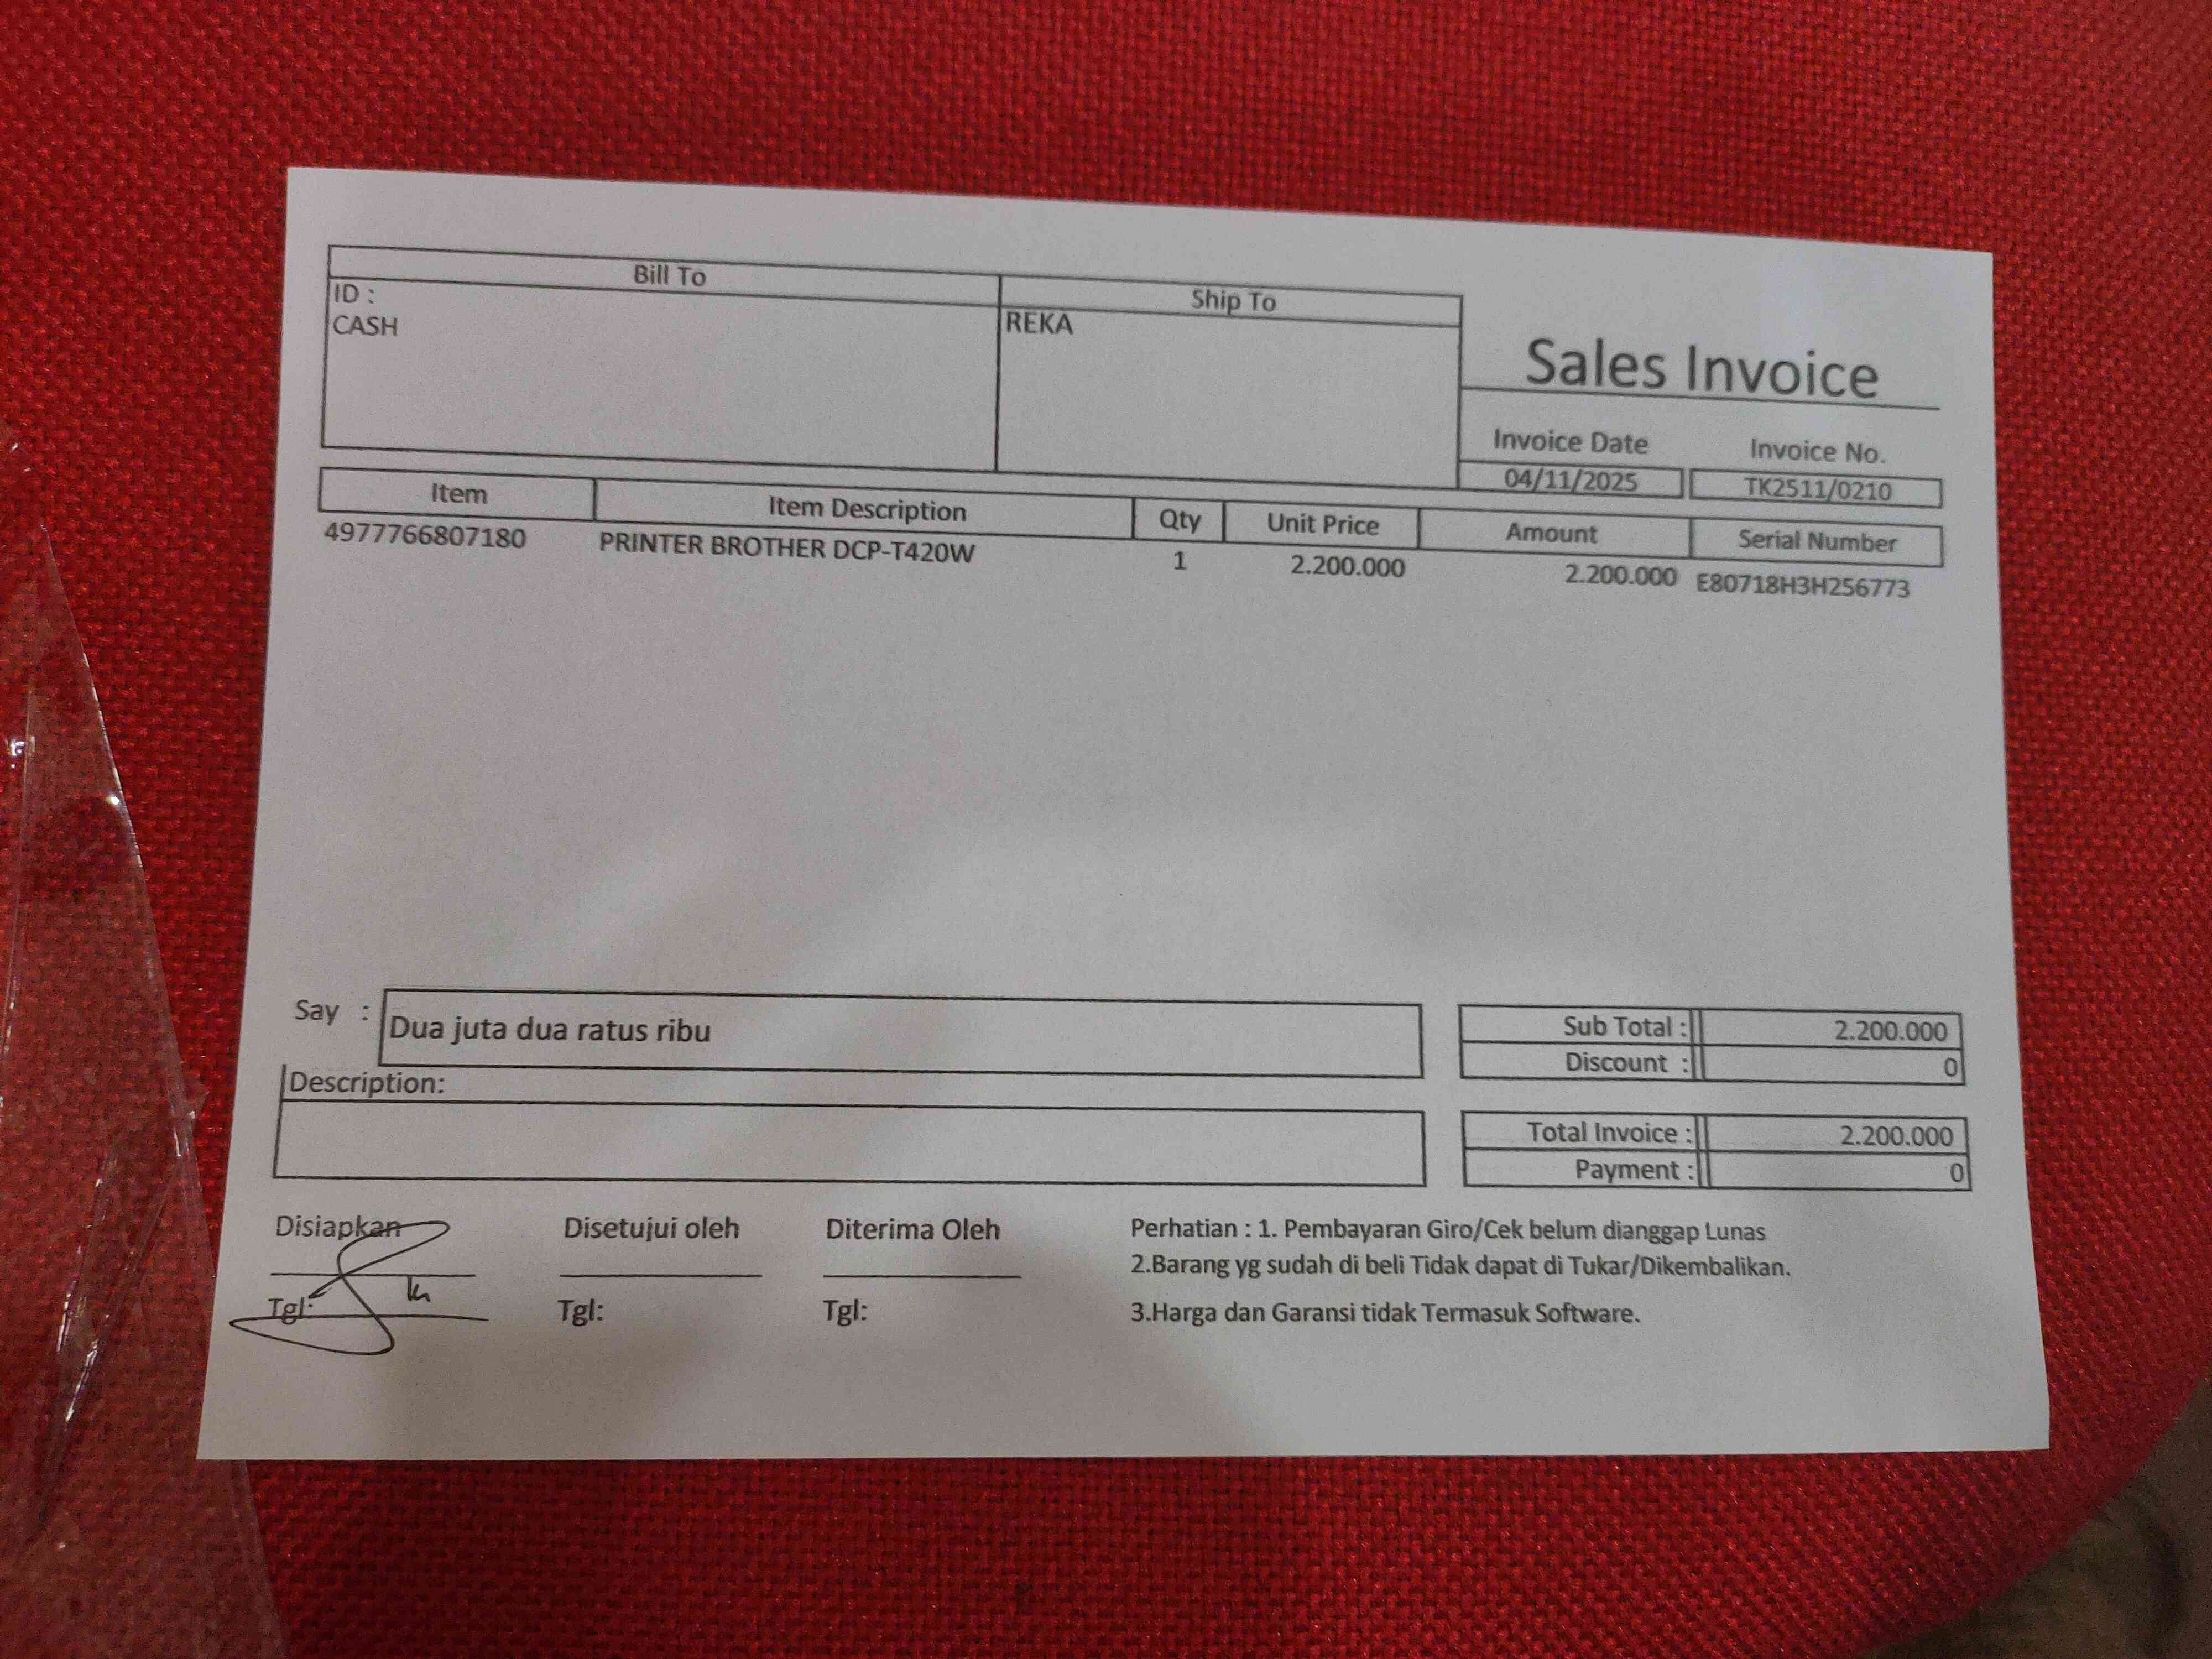 Bill To
ID :
CASH
Ship To
REKA
Sales Invoice
Invoice Date Invoice No.
04/11/2025 TK2511/0210
Item Item Description Qty Unit Price Amount Serial Number
4977766807180 PRINTER BROTHER DCP-T420W 1 2.200.000 2.200.000 E80718H3H256773
Say : Dua juta dua ratus ribu
Sub Total : 2.200.000
Discount : 0
Description:
Total Invoice : 2.200.000
Payment : 0
Disiapkan Disetujui oleh Diterima Oleh
Tgl: Tgl: Tgl:
Perhatian : 1. Pembayaran Giro/Cek belum dianggap Lunas
2.Barang yg sudah di beli Tidak dapat di Tukar/Dikembalikan.
3.Harga dan Garansi tidak Termasuk Software.